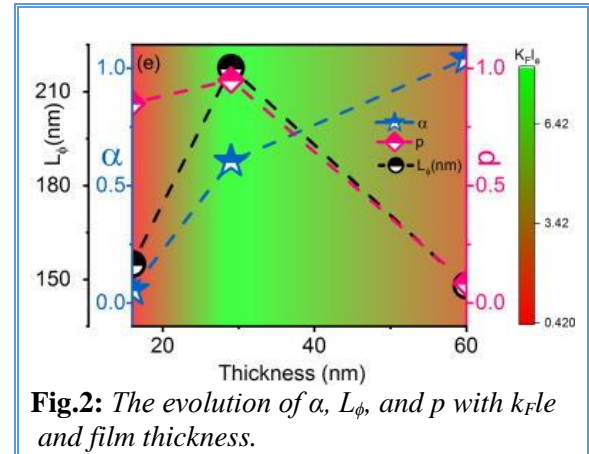 (e)
K_Fl_e
210
180
150
L_ϕ(nm)
1.0
0.5
0.0
α
α
p
L_ϕ(nm)
1.0
0.5
0.0
p
6.42
3.42
0.420
20
40
60
Thickness (nm)
Fig.2: The evolution of α, L_ϕ, and p with k_Fle
and film thickness.